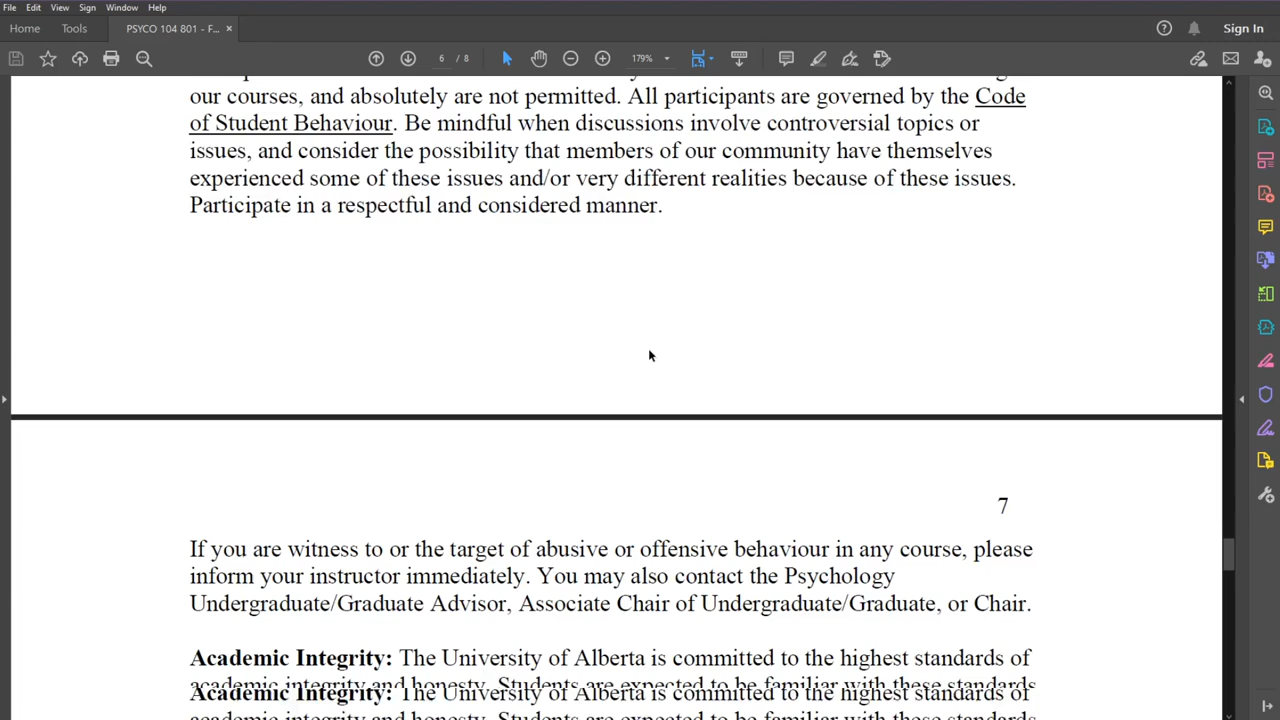 File Edit View Sign Window Help
Home Tools PSYCO 104 801 - F... × Sign In
6 / 8 179%
our courses, and absolutely are not permitted. All participants are governed by the Code
of Student Behaviour. Be mindful when discussions involve controversial topics or
issues, and consider the possibility that members of our community have themselves
experienced some of these issues and/or very different realities because of these issues.
Participate in a respectful and considered manner.
7
If you are witness to or the target of abusive or offensive behaviour in any course, please
inform your instructor immediately. You may also contact the Psychology
Undergraduate/Graduate Advisor, Associate Chair of Undergraduate/Graduate, or Chair.
Academic Integrity: The University of Alberta is committed to the highest standards of
academic integrity and honesty. Students are expected to be familiar with these standards
Academic Integrity: The University of Alberta is committed to the highest standards of
academic integrity and honesty. Students are expected to be familiar with these standards